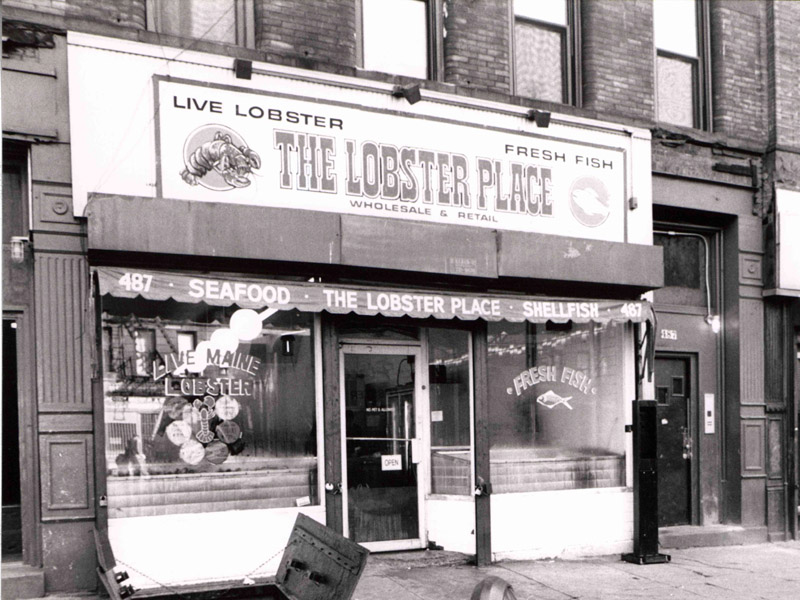 LIVE LOBSTER
FRESH FISH
THE LOBSTER PLACE
WHOLESALE & RETAIL
487 · SEAFOOD · THE LOBSTER PLACE · SHELLFISH · 487
LIVE MAINE
LOBSTER
· FRESH FISH ·
OPEN